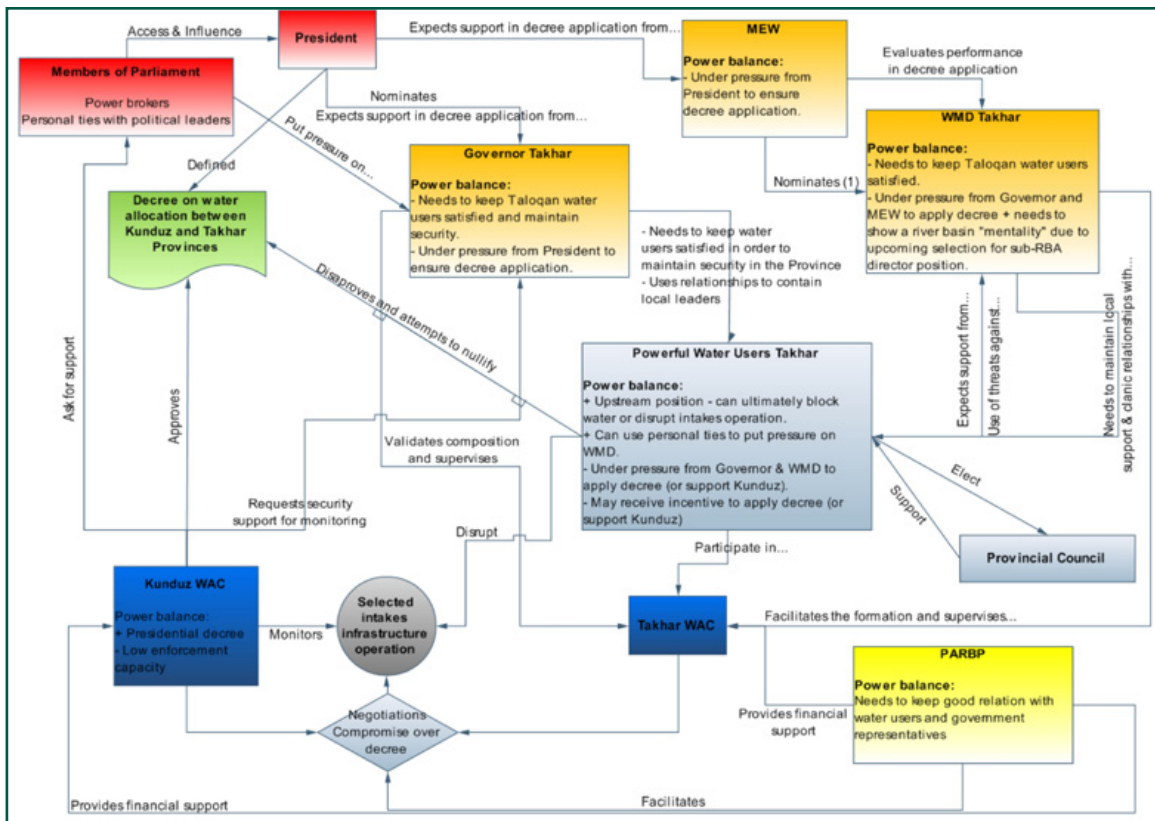 Access & Influence
President
Expects support in decree application from...
MEW
Power balance:
- Under pressure from
President to ensure
decree application.
Evaluates performance
in decree application
Members of Parliament
Power brokers
Personal ties with political leaders
Nominates
Expects support in decree application from...
Put pressure on...
Defined
Governor Takhar
Power balance:
- Needs to keep Taloqan water
users satisfied and maintain
security.
- Under pressure from President to
ensure decree application.
Nominates (1)
WMD Takhar
Power balance:
- Needs to keep Taloqan water users
satisfied.
- Under pressure from Governor and
MEW to apply decree + needs to
show a river basin "mentality" due to
upcoming selection for sub-RBA
director position.
Decree on water
allocation between
Kunduz and Takhar
Provinces
- Needs to keep water
users satisfied in order to
maintain security in the Province
- Uses relationships to contain
local leaders
Disaproves and attempts to nullify
Ask for support
Approves
Expects support from...
Use of threats against...
Needs to maintain local
support & clanic relationships with...
Powerful Water Users Takhar
Power balance:
+ Upstream position - can ultimately block
water or disrupt intakes operation.
+ Can use personal ties to put pressure on
WMD.
- Under pressure from Governor & WMD to
apply decree (or support Kunduz).
- May receive incentive to apply decree (or
support Kunduz)
Validates composition
and supervises
Requests security
support for monitoring
Disrupt
Participate in...
Elect
Support
Provincial Council
Kunduz WAC
Power balance:
+ Presidential decree
- Low enforcement
capacity
Monitors
Selected
intakes
infrastructure
operation
Takhar WAC
Facilitates the formation and supervises...
PARBP
Power balance:
Needs to keep good relation with
water users and government
representatives
Negotiations
Compromise over
decree
Provides financial
support
Provides financial support
Facilitates